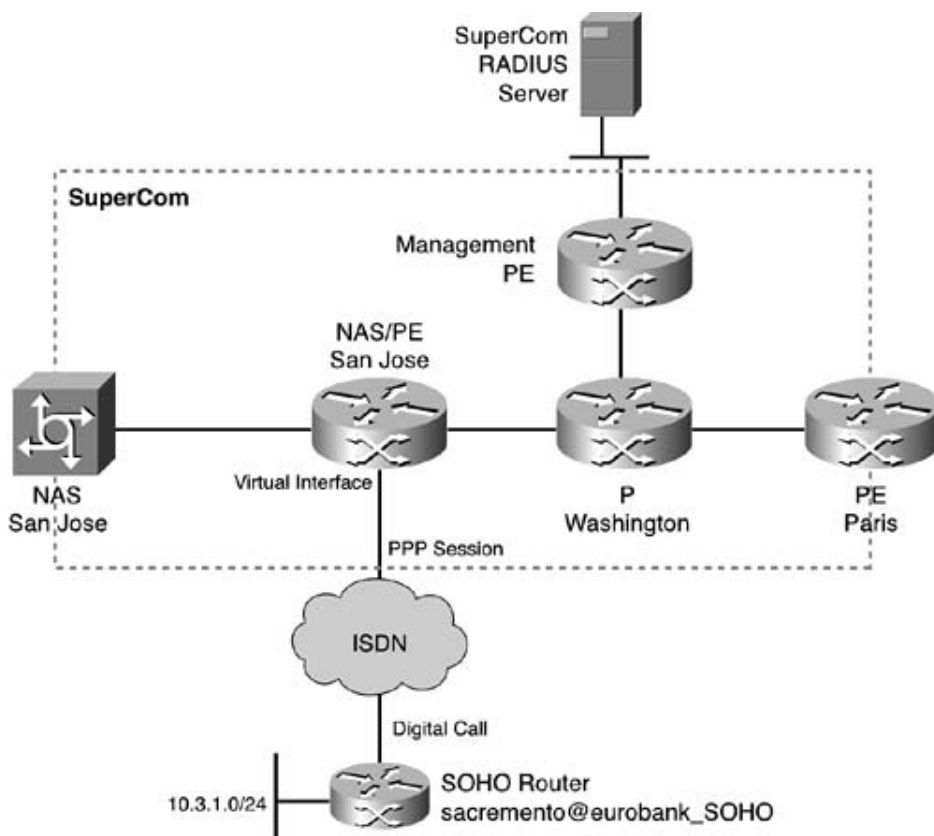 SuperCom
RADIUS
Server
SuperCom
Management
PE
NAS/PE
San Jose
NAS
San Jose
Virtual Interface
P
Washington
PE
Paris
PPP Session
ISDN
Digital Call
10.3.1.0/24
SOHO Router
sacremento@eurobank_SOHO